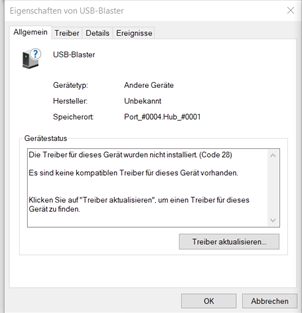 Eigenschaften von USB-Blaster
Allgemein Treiber Details Ereignisse
USB-Blaster
Gerätetyp: Andere Geräte
Hersteller: Unbekannt
Speicherort: Port_#0004.Hub_#0001
Gerätestatus
Die Treiber für dieses Gerät wurden nicht installiert. (Code 28)
Es sind keine kompatiblen Treiber für dieses Gerät vorhanden.
Klicken Sie auf "Treiber aktualisieren", um einen Treiber für dieses
Gerät zu finden.
Treiber aktualisieren...
OK Abbrechen